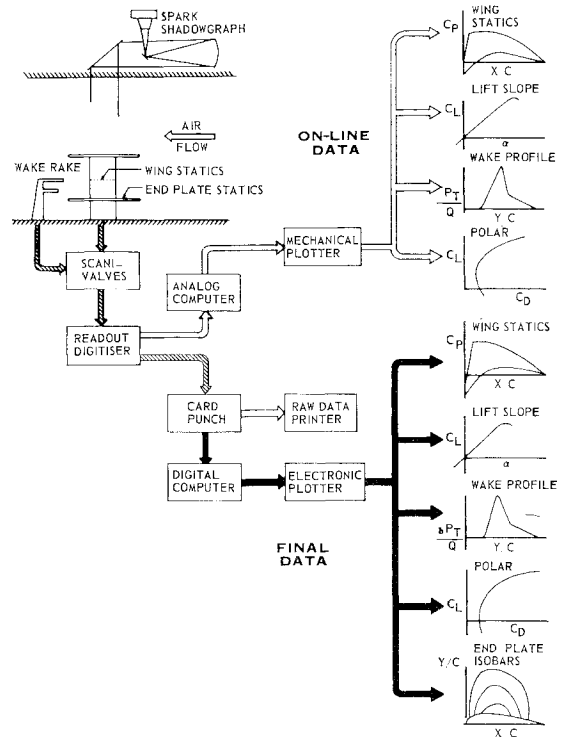 SPARK
SHADOWGRAPH
AIR
FLOW
WAKE RAKE
WING STATICS
END PLATE STATICS
SCANI-
VALVES
READOUT
DIGITISER
ANALOG
COMPUTER
MECHANICAL
PLOTTER
CARD
PUNCH
RAW DATA
PRINTER
DIGITAL
COMPUTER
ELECTRONIC
PLOTTER
ON-LINE
DATA
CP
WING
STATICS
X C
LIFT SLOPE
CL
α
WAKE PROFILE
PT
Q
Y C
POLAR
CL
CD
FINAL
DATA
WING STATICS
CP
X C
LIFT SLOPE
CL
α
WAKE PROFILE
PT
Q
Y C
POLAR
CL
CD
Y/C
END PLATE
ISOBARS
X C